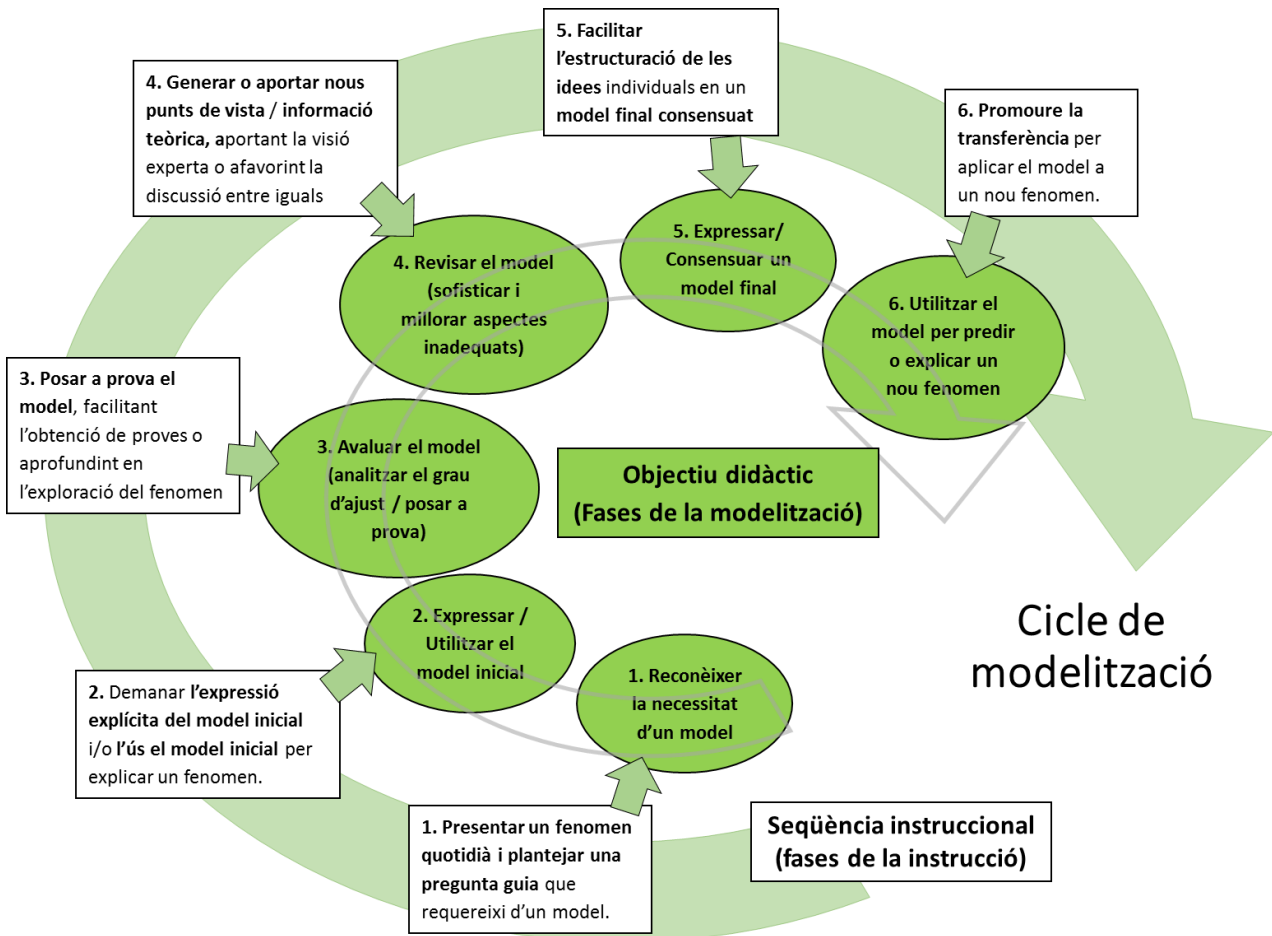 5. Facilitar
l’estructuració de les
idees individuals en un
model final consensuat
4. Generar o aportar nous
punts de vista / informació
teòrica, aportant la visió
experta o afavorint la
discussió entre iguals
6. Promoure la
transferència per
aplicar el model a
un nou fenomen.
5. Expressar/
Consensuar un
model final
4. Revisar el model
(sofisticar i
millorar aspectes
inadequats)
6. Utilitzar el
model per predir
o explicar un
nou fenomen
3. Posar a prova el
model, facilitant
l’obtenció de proves o
aprofundint en
l’exploració del fenomen
3. Avaluar el model
(analitzar el grau
d’ajust / posar a
prova)
Objectiu didàctic
(Fases de la modelització)
2. Expressar /
Utilitzar el
model inicial
1. Reconèixer
la necessitat
d’un model
Cicle de
modelització
2. Demanar l’expressió
explícita del model inicial
i/o l’ús el model inicial per
explicar un fenomen.
1. Presentar un fenomen
quotidià i plantejar una
pregunta guia que
requereixi d’un model.
Seqüència instruccional
(fases de la instrucció)